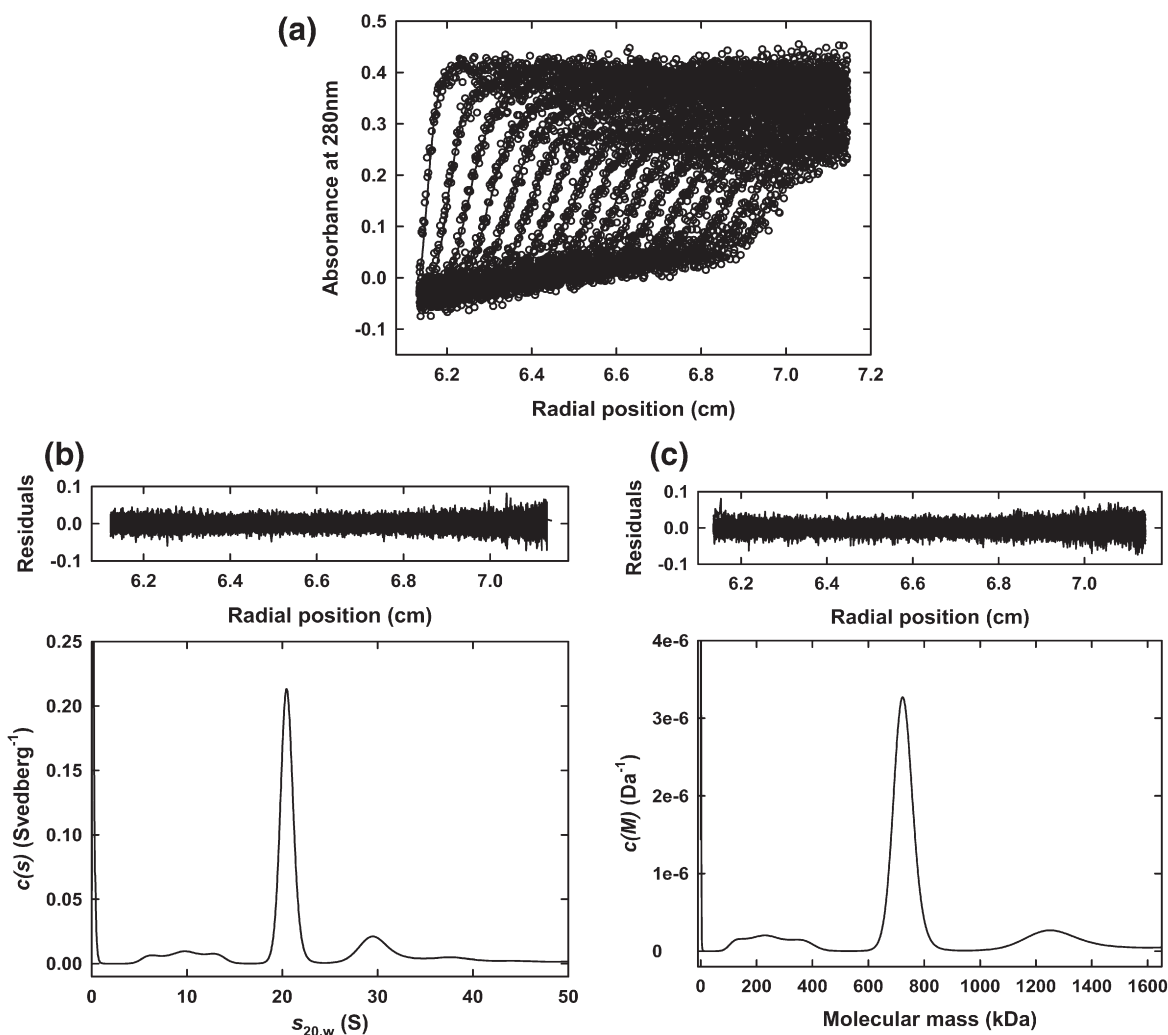 (a)
0.5
0.4
0.3
0.2
0.1
0.0
-0.1
Absorbance at 280nm
6.2 6.4 6.6 6.8 7.0 7.2
Radial position (cm)
(b)
0.1
0.0
-0.1
Residuals
6.2 6.4 6.6 6.8 7.0
Radial position (cm)
0.25
0.20
0.15
0.10
0.05
0.00
c(s) (Svedberg⁻¹)
0 10 20 30 40 50
s₂₀,w (S)
(c)
0.1
0.0
-0.1
Residuals
6.2 6.4 6.6 6.8 7.0
Radial position (cm)
4e-6
3e-6
2e-6
1e-6
0
c(M) (Da⁻¹)
0 200 400 600 800 1000 1200 1400 1600
Molecular mass (kDa)